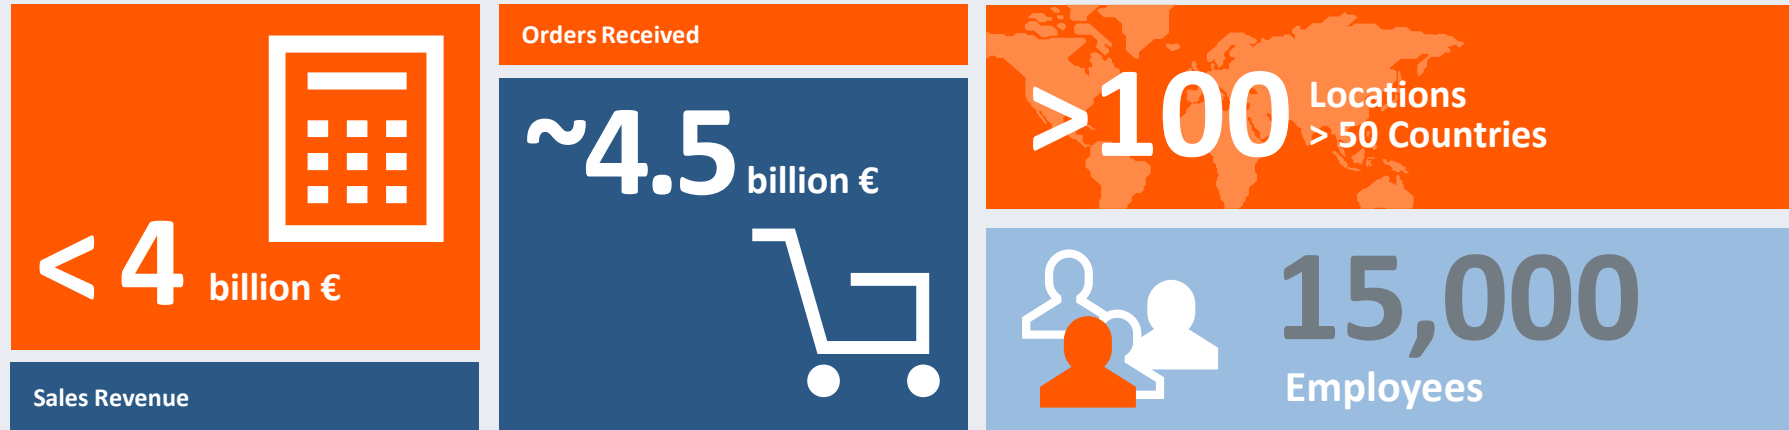 < 4 billion €
Sales Revenue
Orders Received
~4.5 billion €
>100
Locations
> 50 Countries
15,000
Employees